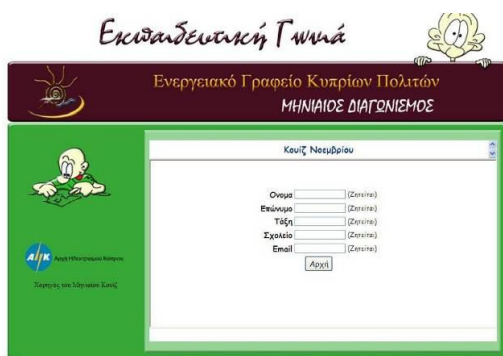 Εκπαιδευτική Γωνιά
Ενεργειακό Γραφείο Κυπρίων Πολιτών
ΜΗΝΙΑΙΟΣ ΔΙΑΓΩΝΙΣΜΟΣ
Κουίζ Νοεμβρίου
Ονομα (Ζητείται)
Επώνυμο (Ζητείται)
Τάξη (Ζητείται)
Σχολείο (Ζητείται)
Email (Ζητείται)
Αρχή
ΑΗΚ Αρχή Ηλεκτρισμού Κύπρου
Χορηγός του Μηνιαίου Κουίζ